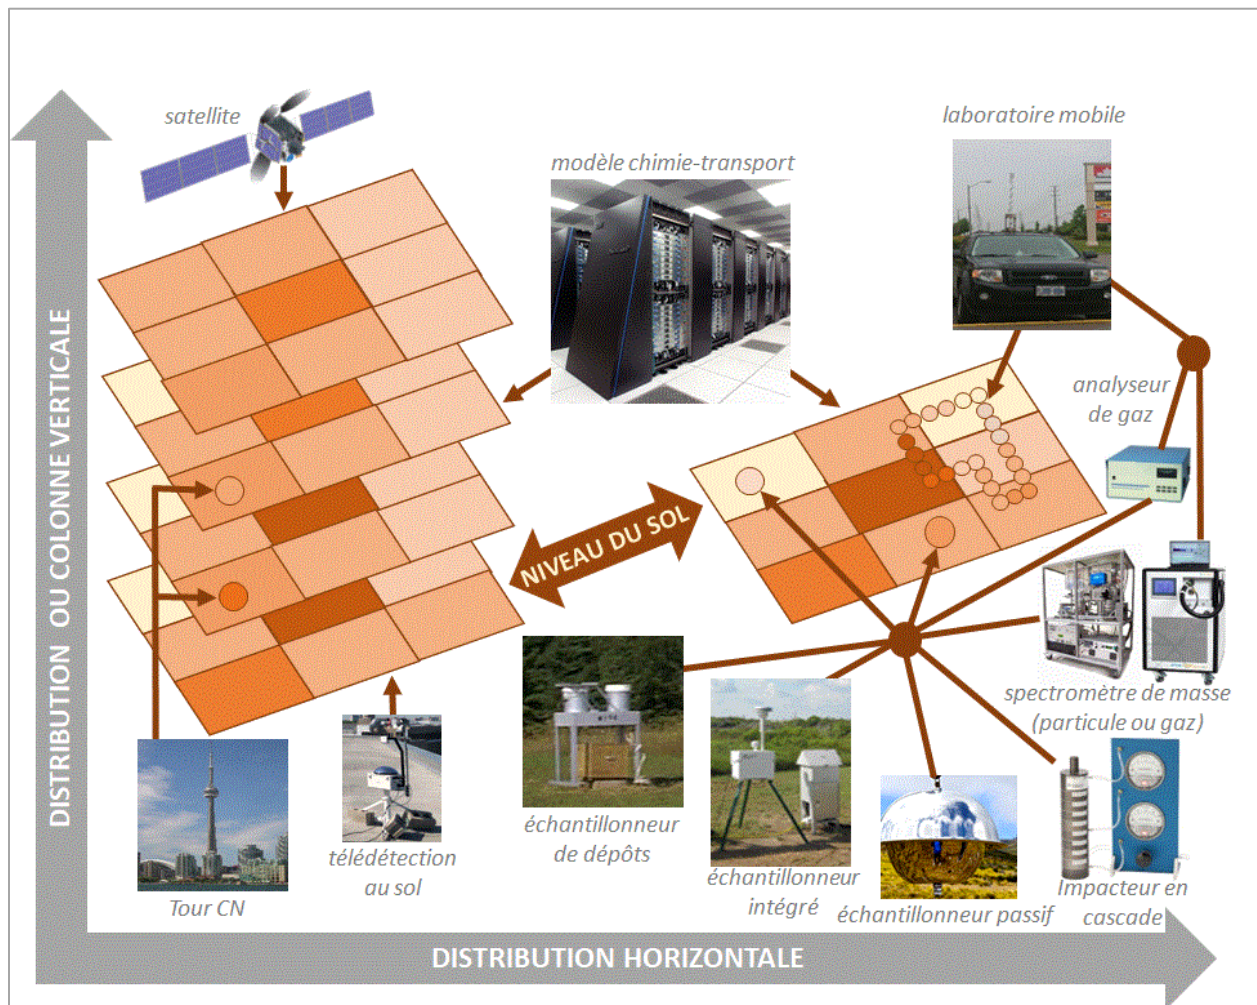 satellite
laboratoire mobile
modèle chimie-transport
analyseur
de gaz
DISTRIBUTION OU COLONNE VERTICALE
NIVEAU DU SOL
spectromètre de masse
(particule ou gaz)
échantillonneur
de dépôts
télédétection
au sol
échantillonneur
intégré
Impacteur en
cascade
Tour CN
échantillonneur passif
DISTRIBUTION HORIZONTALE